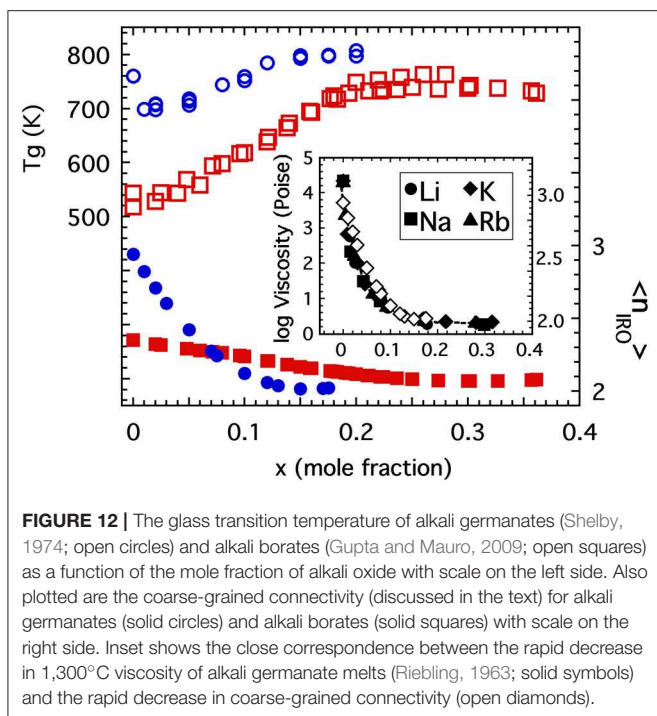 800
700
600
500
Tg (K)
5
4
3
2
1
0
log Viscosity (Poise)
Li
K
Na
Rb
3.0
2.5
2.0
0
0.1
0.2
0.3
0.4
3
2
<n
IRO
>
0
0.1
0.2
0.3
0.4
x (mole fraction)
FIGURE 12 | The glass transition temperature of alkali germanates (Shelby,
1974; open circles) and alkali borates (Gupta and Mauro, 2009; open squares)
as a function of the mole fraction of alkali oxide with scale on the left side. Also
plotted are the coarse-grained connectivity (discussed in the text) for alkali
germanates (solid circles) and alkali borates (solid squares) with scale on the
right side. Inset shows the close correspondence between the rapid decrease
in 1,300°C viscosity of alkali germanate melts (Riebling, 1963; solid symbols)
and the rapid decrease in coarse-grained connectivity (open diamonds).